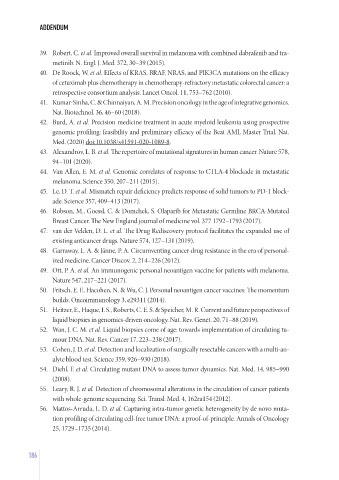 ADDENDUM
39. Robert, C. et al. Improved overall survival in melanoma with combined dabrafenib and tra-
metinib. N. Engl. J. Med. 372, 30–39 (2015).
40. De Roock, W. et al. Effects of KRAS, BRAF, NRAS, and PIK3CA mutations on the efficacy
of cetuximab plus chemotherapy in chemotherapy-refractory metastatic colorectal cancer: a
retrospective consortium analysis. Lancet Oncol. 11, 753–762 (2010).
41. Kumar-Sinha, C. & Chinnaiyan, A. M. Precision oncology in the age of integrative genomics.
Nat. Biotechnol. 36, 46–60 (2018).
42. Burd, A. et al. Precision medicine treatment in acute myeloid leukemia using prospective
genomic profiling: feasibility and preliminary efficacy of the Beat AML Master Trial. Nat.
Med. (2020) doi:10.1038/s41591-020-1089-8.
43. Alexandrov, L. B. et al. The repertoire of mutational signatures in human cancer. Nature 578,
94–101 (2020).
44. Van Allen, E. M. et al. Genomic correlates of response to CTLA-4 blockade in metastatic
melanoma. Science 350, 207–211 (2015).
45. Le, D. T. et al. Mismatch repair deficiency predicts response of solid tumors to PD-1 block-
ade. Science 357, 409–413 (2017).
46. Robson, M., Goessl, C. & Domchek, S. Olaparib for Metastatic Germline BRCA-Mutated
Breast Cancer. The New England journal of medicine vol. 377 1792–1793 (2017).
47. van der Velden, D. L. et al. The Drug Rediscovery protocol facilitates the expanded use of
existing anticancer drugs. Nature 574, 127–131 (2019).
48. Garraway, L. A. & Jänne, P. A. Circumventing cancer drug resistance in the era of personal-
ized medicine. Cancer Discov. 2, 214–226 (2012).
49. Ott, P. A. et al. An immunogenic personal neoantigen vaccine for patients with melanoma.
Nature 547, 217–221 (2017).
50. Fritsch, E. F., Hacohen, N. & Wu, C. J. Personal neoantigen cancer vaccines: The momentum
builds. Oncoimmunology 3, e29311 (2014).
51. Heitzer, E., Haque, I. S., Roberts, C. E. S. & Speicher, M. R. Current and future perspectives of
liquid biopsies in genomics-driven oncology. Nat. Rev. Genet. 20, 71–88 (2019).
52. Wan, J. C. M. et al. Liquid biopsies come of age: towards implementation of circulating tu-
mour DNA. Nat. Rev. Cancer 17, 223–238 (2017).
53. Cohen, J. D. et al. Detection and localization of surgically resectable cancers with a multi-an-
alyte blood test. Science 359, 926–930 (2018).
54. Diehl, F. et al. Circulating mutant DNA to assess tumor dynamics. Nat. Med. 14, 985–990
(2008).
55. Leary, R. J. et al. Detection of chromosomal alterations in the circulation of cancer patients
with whole-genome sequencing. Sci. Transl. Med. 4, 162ra154 (2012).
56. Mattos-Arruda, L. D. et al. Capturing intra-tumor genetic heterogeneity by de novo muta-
tion profiling of circulating cell-free tumor DNA: a proof-of-principle. Annals of Oncology
25, 1729–1735 (2014).
186